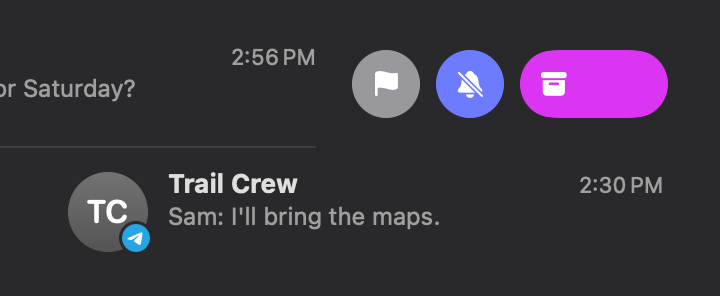 2:56 PM
or Saturday?
TC
Trail Crew
2:30 PM
Sam: I'll bring the maps.